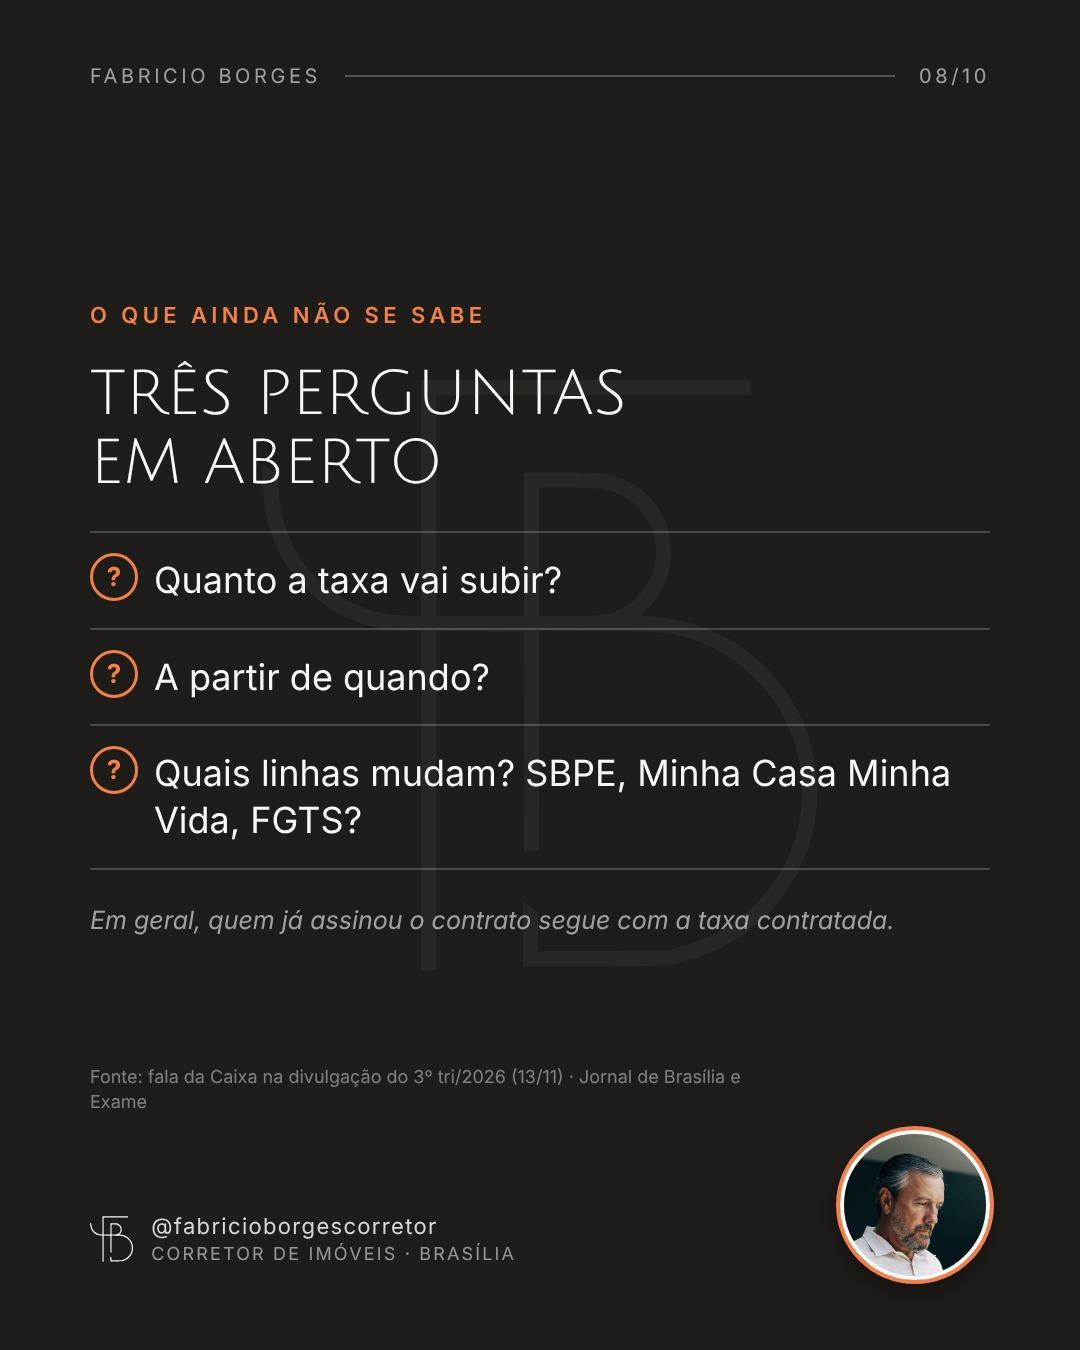 FABRICIO BORGES
08/10
O QUE AINDA NÃO SE SABE
TRÊS PERGUNTAS
EM ABERTO
? Quanto a taxa vai subir?
? A partir de quando?
? Quais linhas mudam? SBPE, Minha Casa Minha
Vida, FGTS?
Em geral, quem já assinou o contrato segue com a taxa contratada.
Fonte: fala da Caixa na divulgação do 3º tri/2026 (13/11) · Jornal de Brasília e
Exame
@fabricioborgescorretor
CORRETOR DE IMÓVEIS · BRASÍLIA